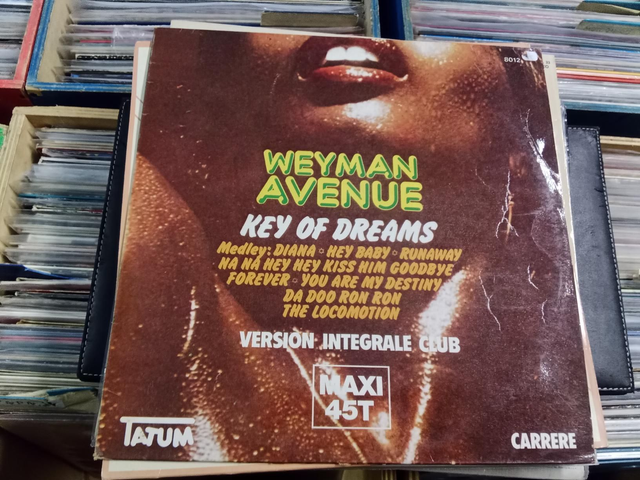 8012
WEYMAN
AVENUE
KEY OF DREAMS
Medley: DIANA ○ HEY BABY ○ RUNAWAY
NA NA HEY HEY KISS HIM GOODBYE
FOREVER ○ YOU ARE MY DESTINY
DA DOO RON RON
THE LOCOMOTION
VERSION INTEGRALE CLUB
MAXI
45T
TATUM
CARRERE